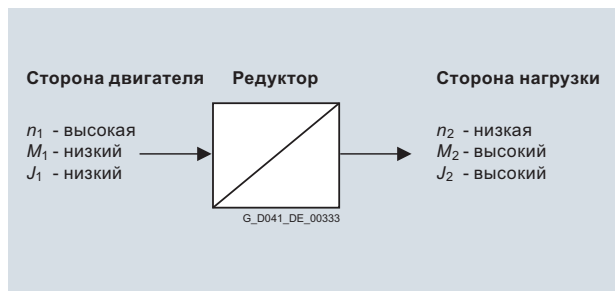 Сторона двигателя
Редуктор
Сторона нагрузки
n1 - высокая
M1 - низкий
J1 - низкий
n2 - низкая
M2 - высокий
J2 - высокий
G_D041_DE_00333